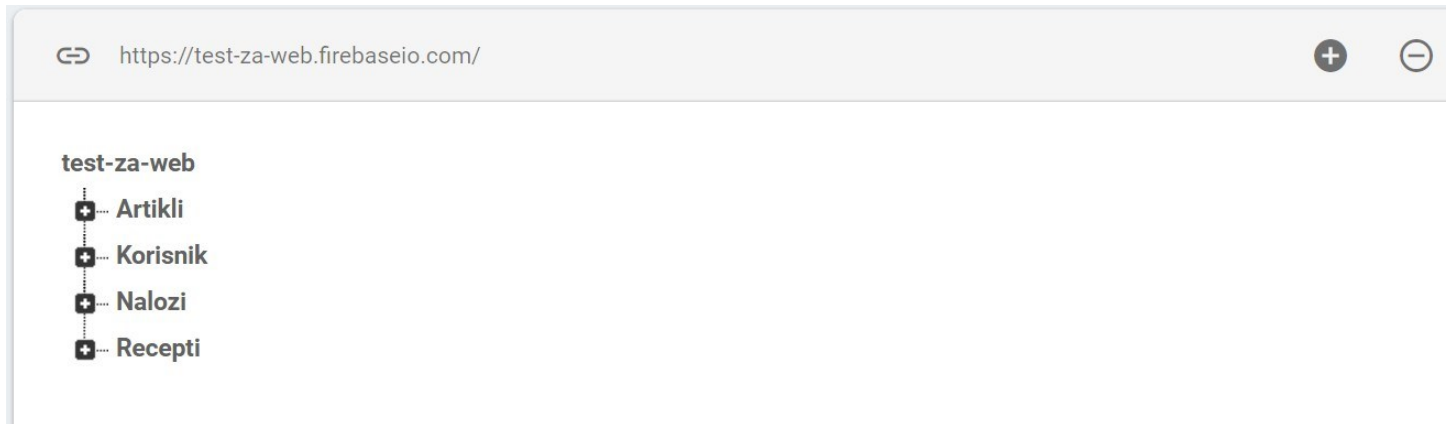 https://test-za-web.firebaseio.com/
test-za-web
Artikli
Korisnik
Nalozi
Recepti